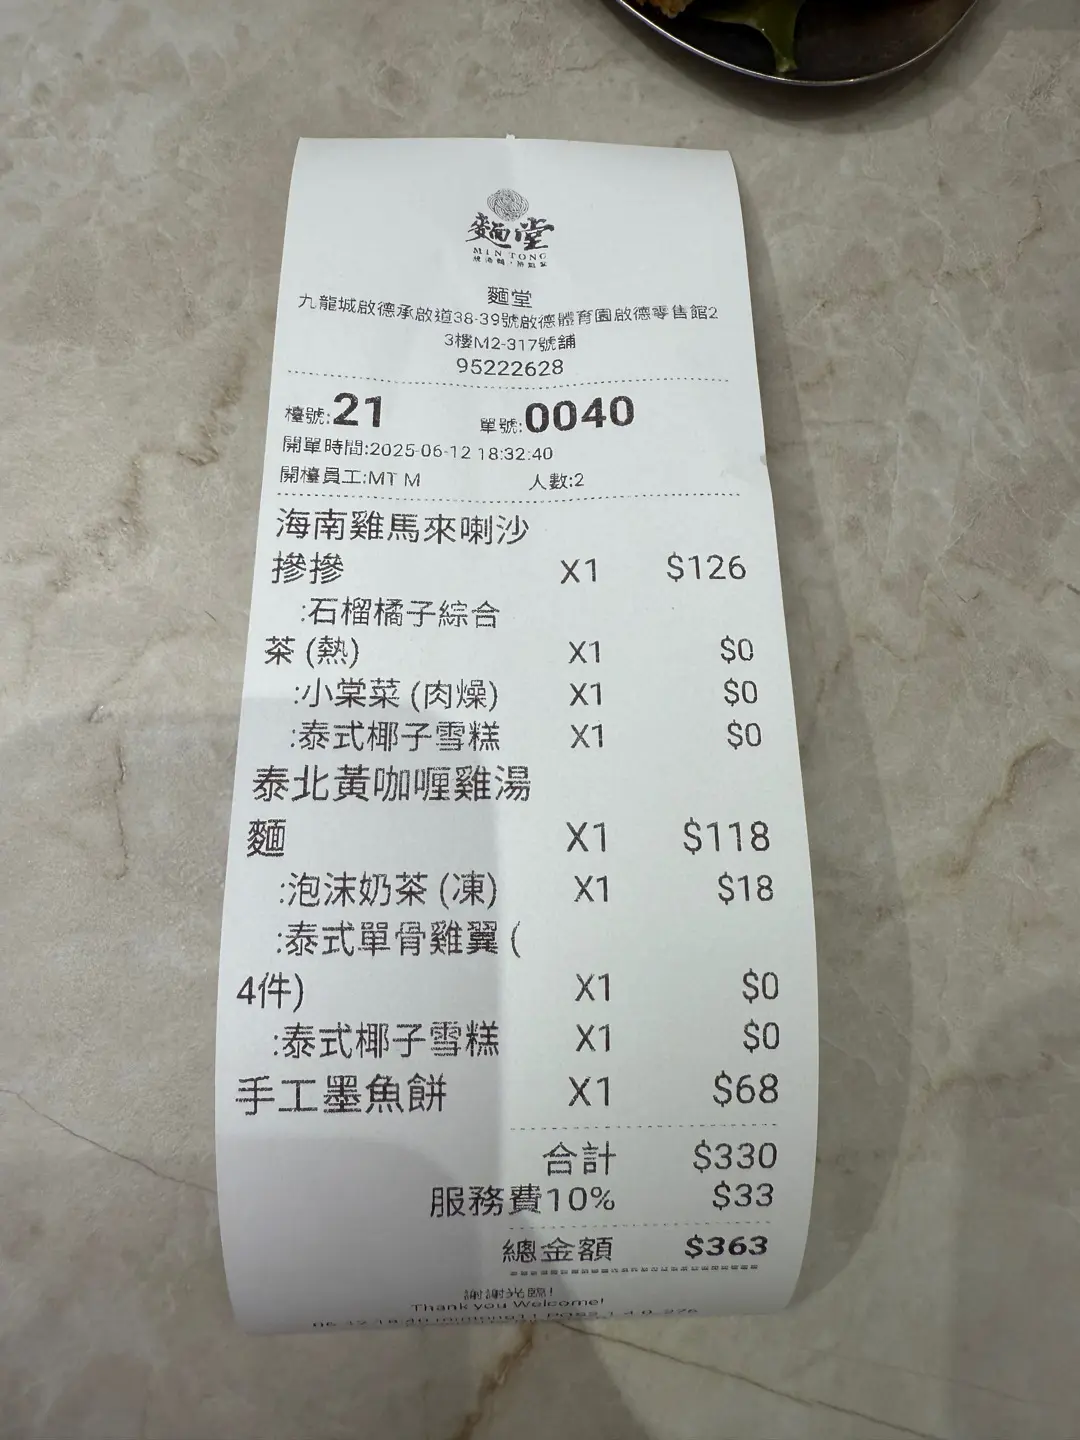 麵堂
MIN TONG
麵堂
九龍城啟德承啟道38-39號啟德體育園啟德零售館2
3樓M2-317號舖
95222628
檯號:21 單號:0040
開單時間:2025-06-12 18:32:40
開檯員工:MT M 人數:2
海南雞馬來喇沙
摻摻 X1 $126
:石榴橘子綜合
茶 (熱) X1 $0
:小棠菜 (肉燥) X1 $0
:泰式椰子雪糕 X1 $0
泰北黃咖喱雞湯
麵 X1 $118
:泡沫奶茶 (凍) X1 $18
:泰式單骨雞翼 (
4件) X1 $0
:泰式椰子雪糕 X1 $0
手工墨魚餅 X1 $68
合計 $330
服務費10% $33
總金額 $363
謝謝光臨!
Thank you Welcome!